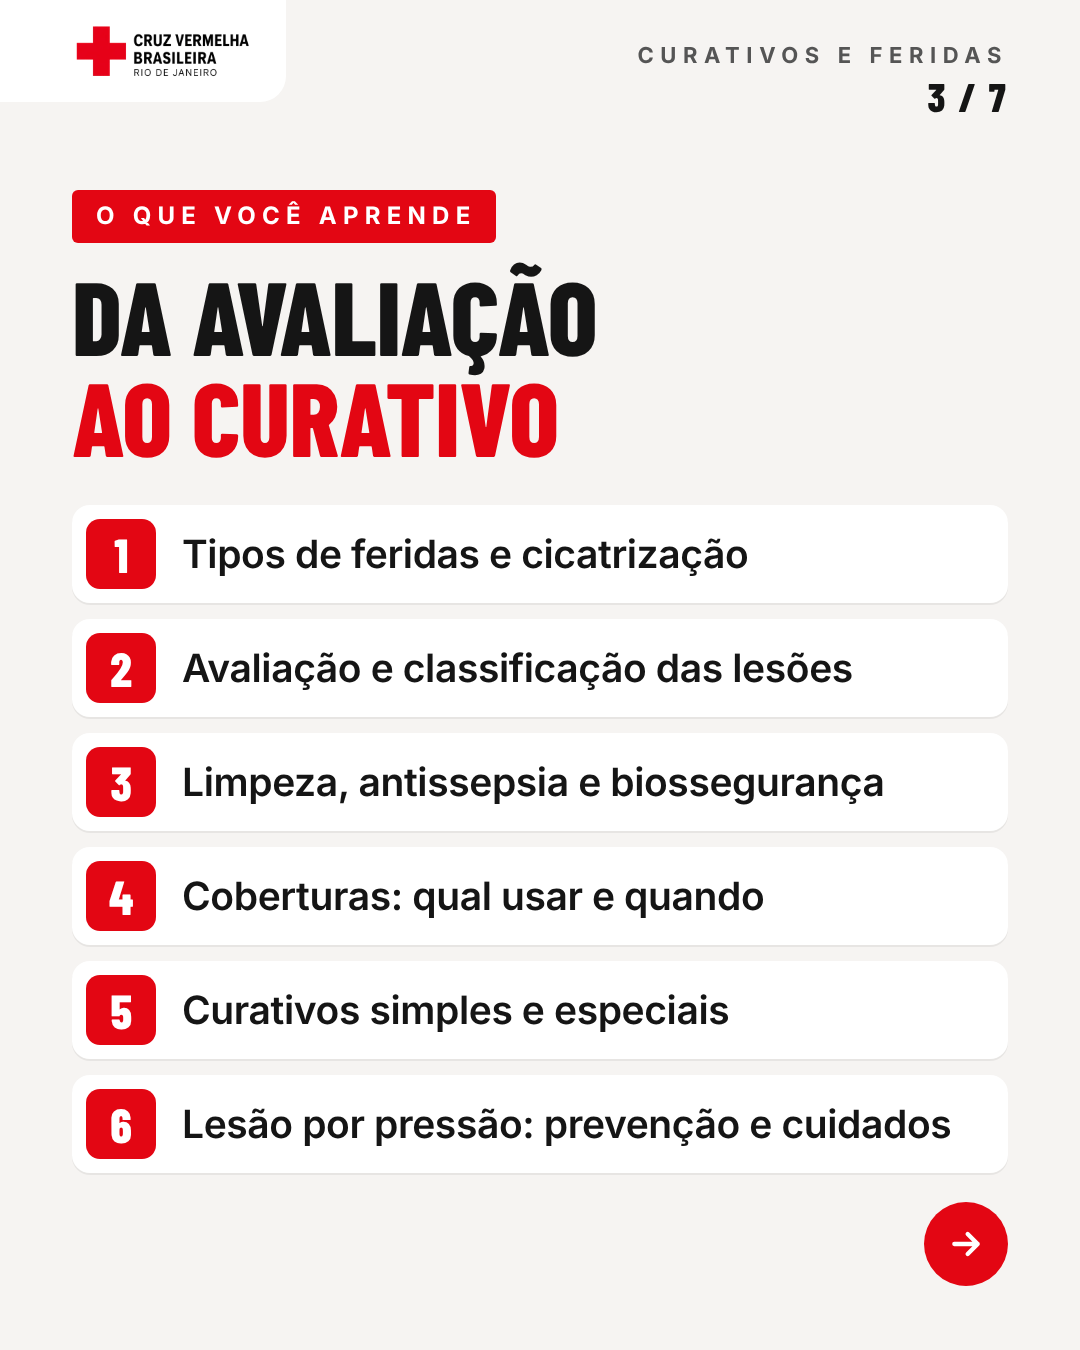 CRUZ VERMELHA
BRASILEIRA
RIO DE JANEIRO
CURATIVOS E FERIDAS
3 / 7
O QUE VOCÊ APRENDE
DA AVALIAÇÃO
AO CURATIVO
1 Tipos de feridas e cicatrização
2 Avaliação e classificação das lesões
3 Limpeza, antissepsia e biossegurança
4 Coberturas: qual usar e quando
5 Curativos simples e especiais
6 Lesão por pressão: prevenção e cuidados